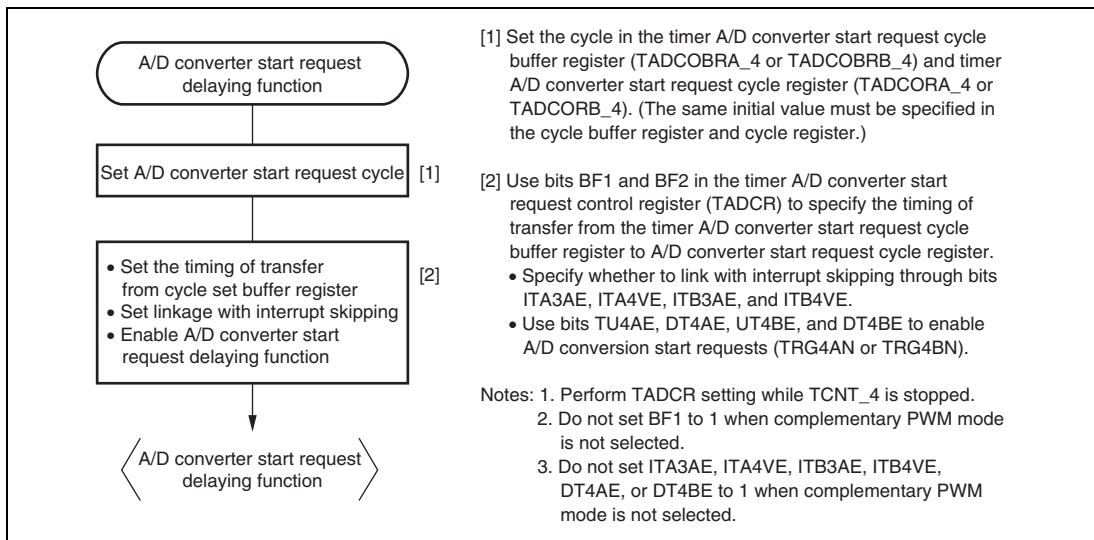 A/D converter start request
delaying function
Set A/D converter start request cycle [1]
• Set the timing of transfer
from cycle set buffer register
• Set linkage with interrupt skipping
• Enable A/D converter start
request delaying function
[2]
A/D converter start request
delaying function
[1] Set the cycle in the timer A/D converter start request cycle
buffer register (TADCOBRA_4 or TADCOBRB_4) and timer
A/D converter start request cycle register (TADCORA_4 or
TADCORB_4). (The same initial value must be specified in
the cycle buffer register and cycle register.)
[2] Use bits BF1 and BF2 in the timer A/D converter start
request control register (TADCR) to specify the timing of
transfer from the timer A/D converter start request cycle
buffer register to A/D converter start request cycle register.
• Specify whether to link with interrupt skipping through bits
ITA3AE, ITA4VE, ITB3AE, and ITB4VE.
• Use bits TU4AE, DT4AE, UT4BE, and DT4BE to enable
A/D conversion start requests (TRG4AN or TRG4BN).
Notes: 1. Perform TADCR setting while TCNT_4 is stopped.
2. Do not set BF1 to 1 when complementary PWM mode
is not selected.
3. Do not set ITA3AE, ITA4VE, ITB3AE, ITB4VE,
DT4AE, or DT4BE to 1 when complementary PWM
mode is not selected.